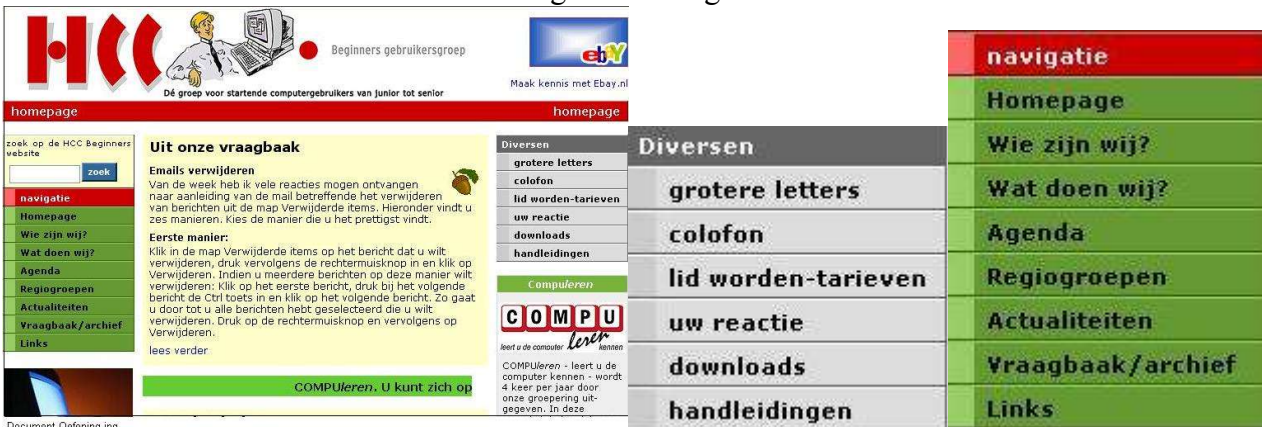 HCC
Beginners gebruikersgroep
Dé groep voor startende computergebruikers van junior tot senior
ebY
Maak kennis met Ebay.nl
homepage
homepage
zoek op de HCC Beginners
website
zoek
navigatie
Homepage
Wie zijn wij?
Wat doen wij?
Agenda
Regiogroepen
Actualiteiten
Vraagbaak/archief
Links
Uit onze vraagbaak
Emails verwijderen
Van de week heb ik vele reacties mogen ontvangen
naar aanleiding van de mail betreffende het verwijderen
van berichten uit de map Verwijderde items. Hieronder vindt u
zes manieren. Kies de manier die u het prettigst vindt.
Eerste manier:
Klik in de map Verwijderde items op het bericht dat u wilt
verwijderen, druk vervolgens de rechtermuisknop in en klik op
Verwijderen. Indien u meerdere berichten op deze manier wilt
verwijderen: Klik op het eerste bericht, druk bij het volgende
bericht de Ctrl toets in en klik op het volgende bericht. Zo gaat
u door tot u alle berichten hebt geselecteerd die u wilt
verwijderen. Druk op de rechtermuisknop en vervolgens op
Verwijderen.
lees verder
COMPUleren. U kunt zich op
Diversen
grotere letters
colofon
lid worden-tarieven
uw reactie
downloads
handleidingen
Compuleren
COMPU
leert u de computer leren kennen
COMPUleren - leert u de
computer kennen - wordt
4 keer per jaar door
onze groepering uit-
gegeven. In deze
Diversen
grotere letters
colofon
lid worden-tarieven
uw reactie
downloads
handleidingen
navigatie
Homepage
Wie zijn wij?
Wat doen wij?
Agenda
Regiogroepen
Actualiteiten
Vraagbaak/archief
Links